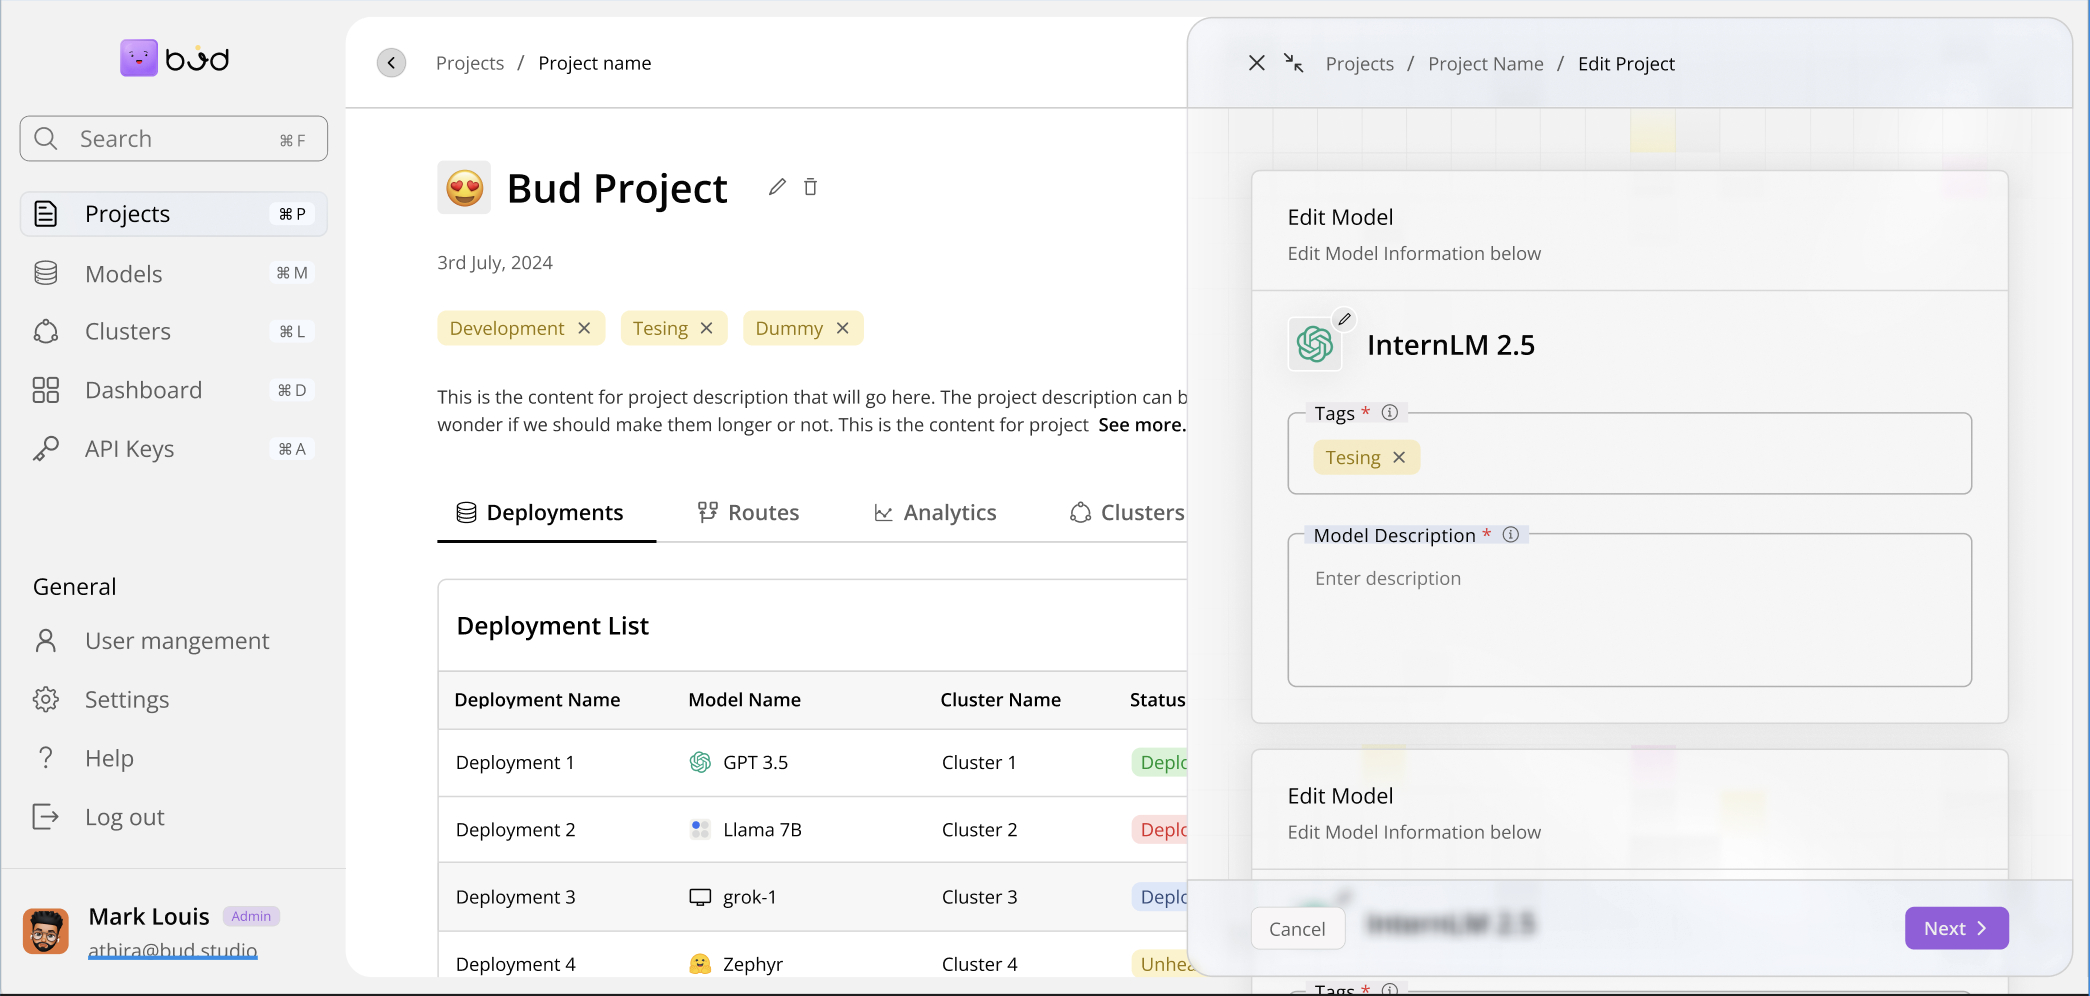 bud
Search ⌘ F
Projects ⌘ P
Models ⌘ M
Clusters ⌘ L
Dashboard ⌘ D
API Keys ⌘ A
General
User mangement
Settings
Help
Log out
Mark Louis Admin
athira@bud.studio
Projects / Project name
Bud Project
3rd July, 2024
Development ✕ Tesing ✕ Dummy ✕
This is the content for project description that will go here. The project description can b
wonder if we should make them longer or not. This is the content for project See more.
Deployments Routes Analytics Clusters
Deployment List
Deployment Name Model Name Cluster Name Status
Deployment 1 GPT 3.5 Cluster 1 Deplo
Deployment 2 Llama 7B Cluster 2 Deplo
Deployment 3 grok-1 Cluster 3 Deplo
Deployment 4 Zephyr Cluster 4 Unhea
Projects / Project Name / Edit Project
Edit Model
Edit Model Information below
InternLM 2.5
Tags *
Tesing ✕
Model Description *
Enter description
Edit Model
Edit Model Information below
InternLM 2.5
Cancel Next
Tags *